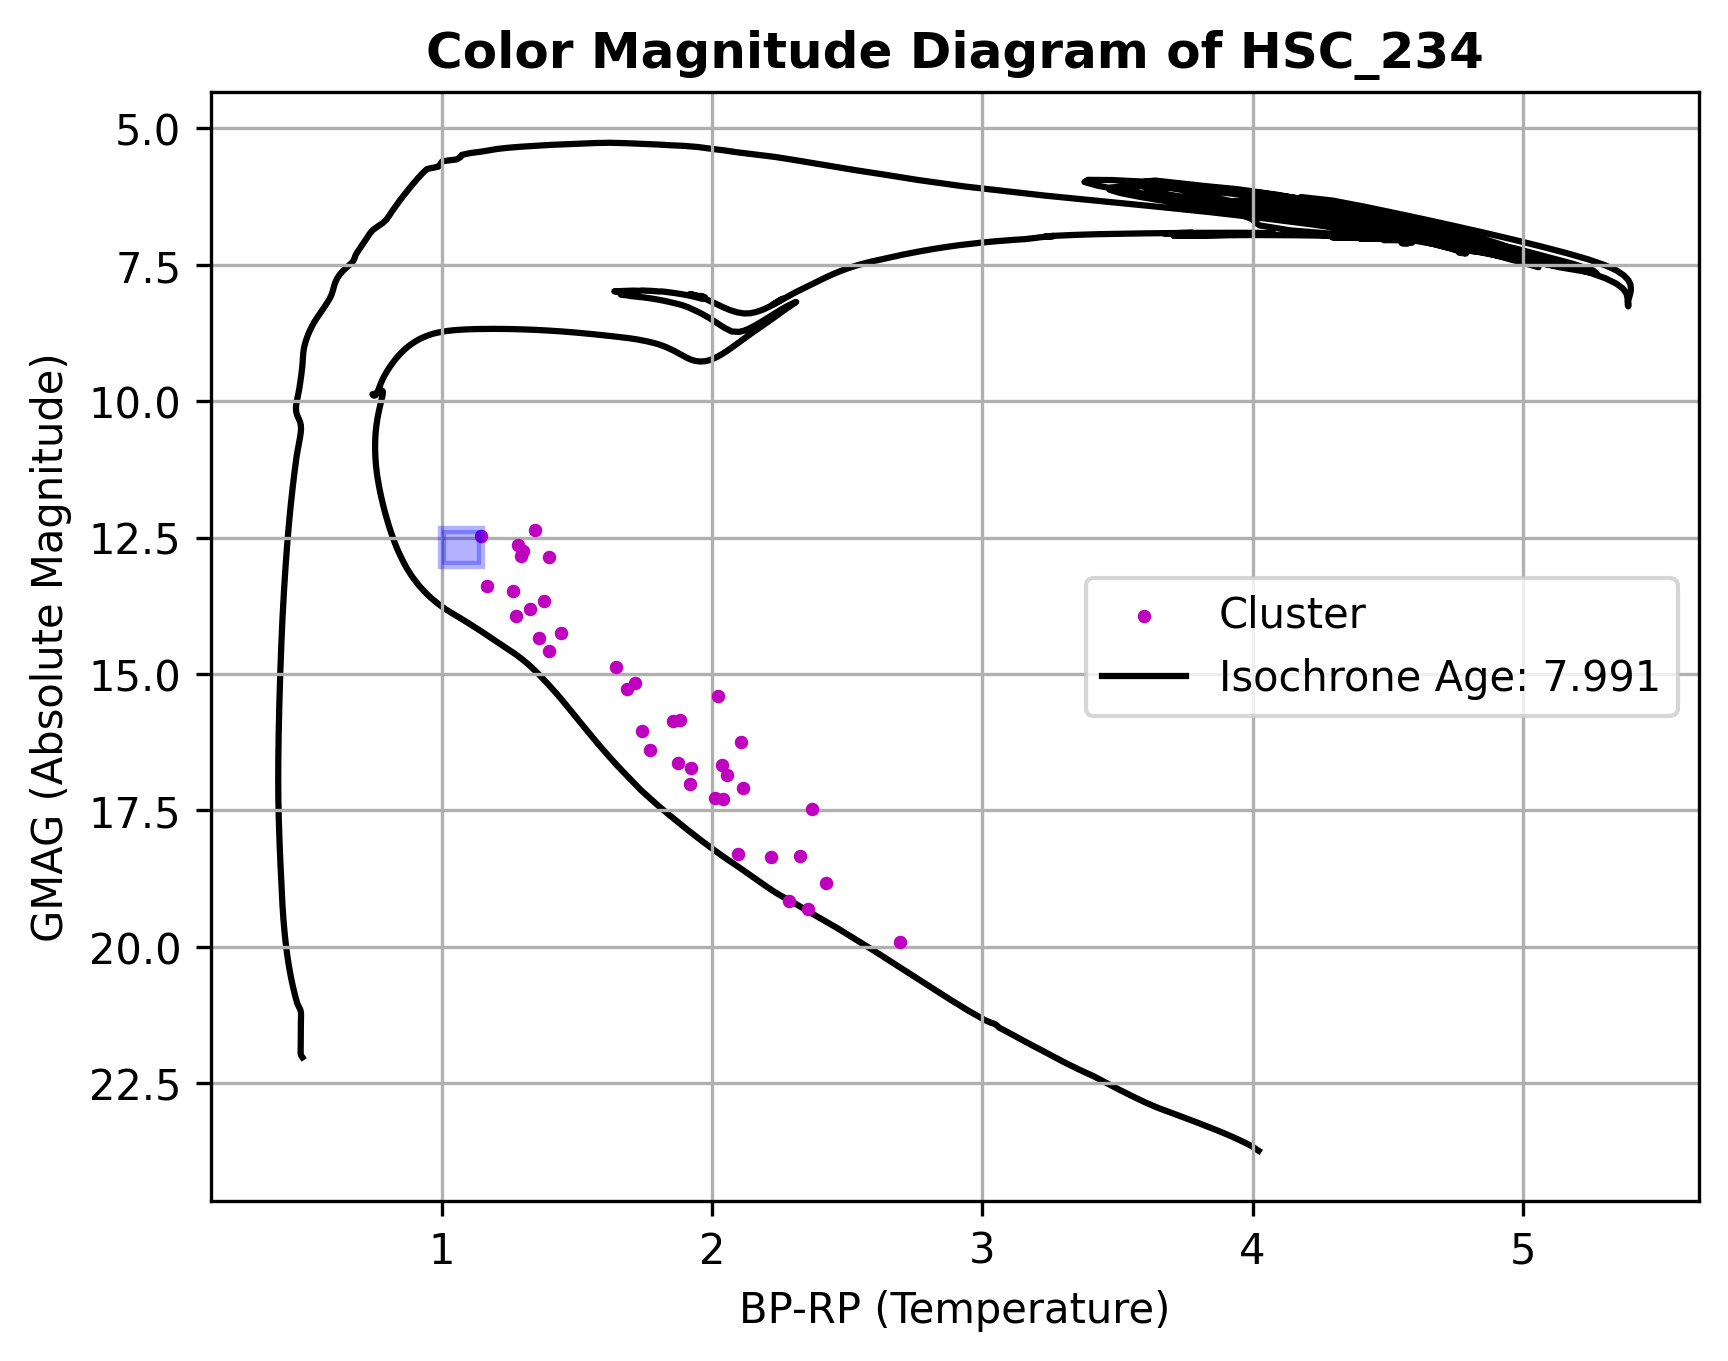 Color Magnitude Diagram of HSC_234
5.0
7.5
10.0
12.5
15.0
17.5
20.0
22.5
GMAG (Absolute Magnitude)
Cluster
Isochrone Age: 7.991
1 2 3 4 5
BP-RP (Temperature)